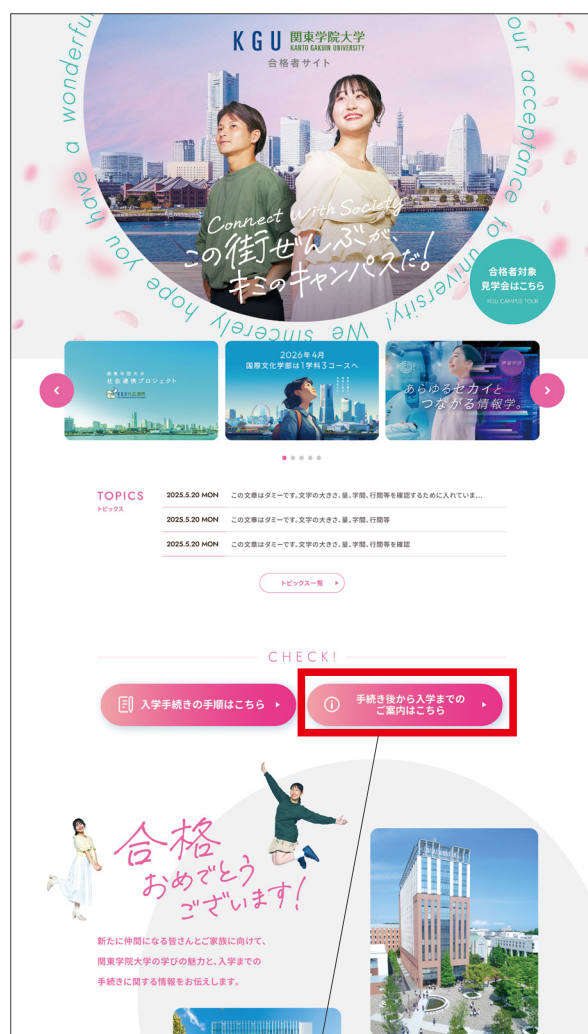 KGU 関東学院大学
KANTO GAKUIN UNIVERSITY
合格者サイト
our acceptance to university! We sincerely hope you have a wonderful
Connect With Society
この街ぜんぶが、
キミのキャンパスだ!
合格者対象
見学会はこちら
KGU CAMPUS TOUR
関東学院大学
社会連携プロジェクト
2026年4月
国際文化学部は1学科3コースへ
あらゆるセカイと
つながる情報学。
TOPICS
トピックス
2025.5.20 MON この文章はダミーです。文字の大きさ、量、字間、行間等を確認するために入れていま...
2025.5.20 MON この文章はダミーです。文字の大きさ、量、字間、行間等
2025.5.20 MON この文章はダミーです。文字の大きさ、量、字間、行間等を確認
トピックス一覧
CHECK!
入学手続きの手順はこちら
手続き後から入学までの
ご案内はこちら
合格
おめでとう
ございます!
新たに仲間になる皆さんとご家族に向けて、
関東学院大学の学びの魅力と、入学までの
手続きに関する情報をお伝えします。